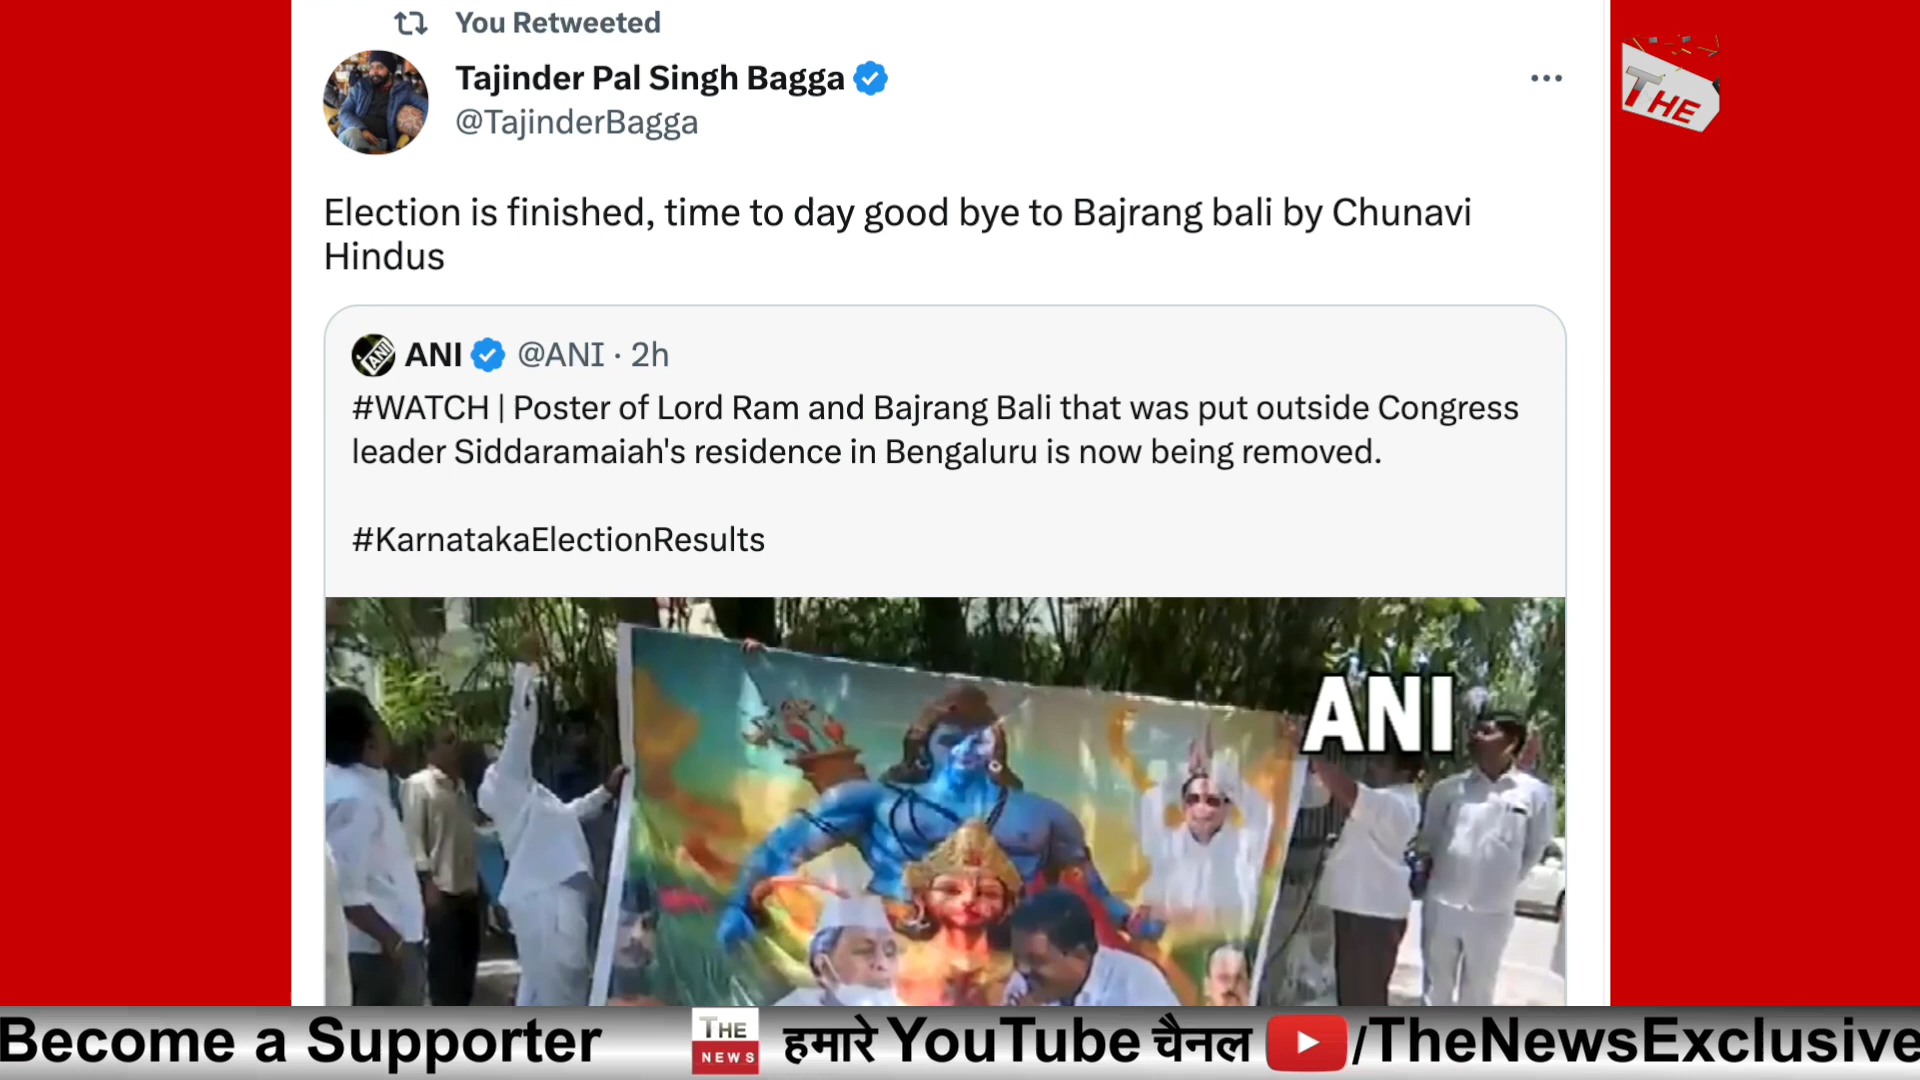 You Retweeted
Tajinder Pal Singh Bagga
@TajinderBagga
THE
Election is finished, time to day good bye to Bajrang bali by Chunavi
Hindus
ANI ANI @ANI · 2h
#WATCH | Poster of Lord Ram and Bajrang Bali that was put outside Congress
leader Siddaramaiah's residence in Bengaluru is now being removed.
#KarnatakaElectionResults
ANI
Become a Supporter THE NEWS हमारे YouTube चैनल /TheNewsExclusive